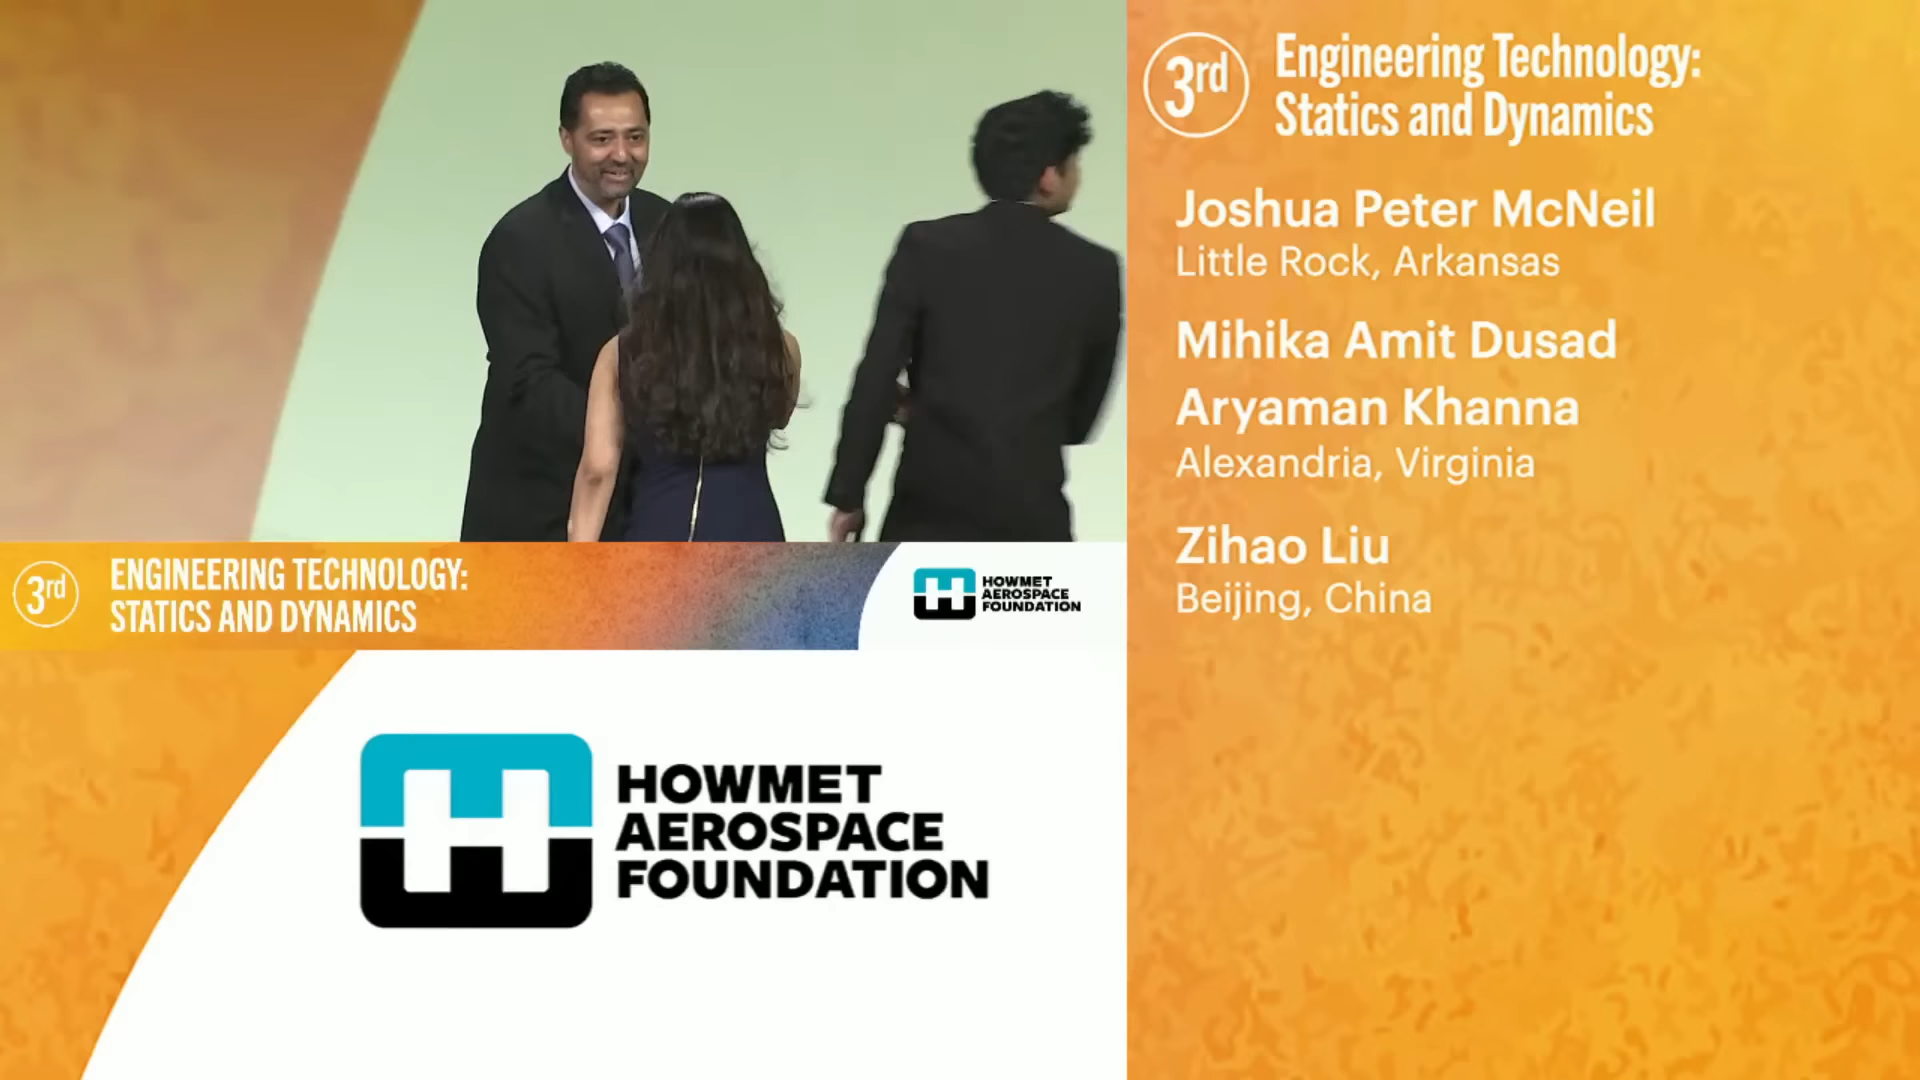 3rd
ENGINEERING TECHNOLOGY:
STATICS AND DYNAMICS
HOWMET
AEROSPACE
FOUNDATION
HOWMET
AEROSPACE
FOUNDATION
3rd
Engineering Technology:
Statics and Dynamics
Joshua Peter McNeil
Little Rock, Arkansas
Mihika Amit Dusad
Aryaman Khanna
Alexandria, Virginia
Zihao Liu
Beijing, China